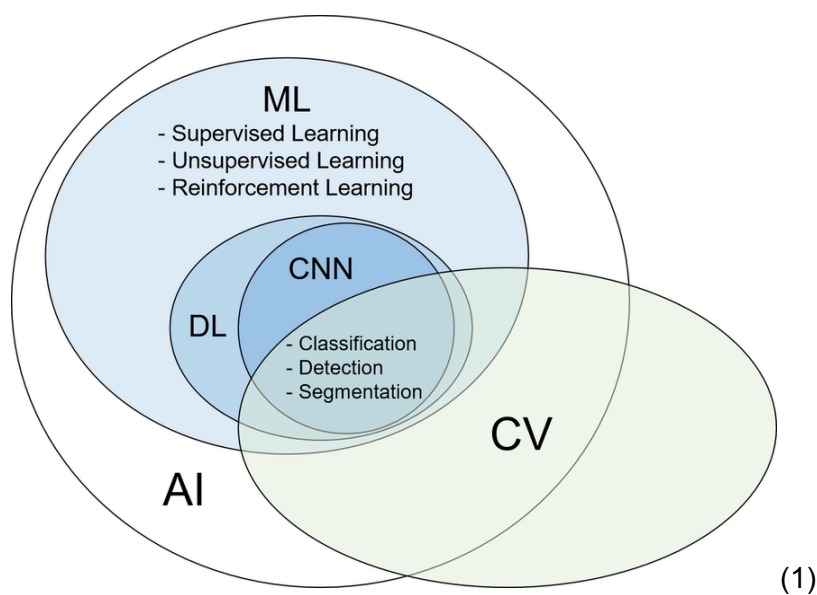 ML
- Supervised Learning
- Unsupervised Learning
- Reinforcement Learning
CNN
DL
- Classification
- Detection
- Segmentation
CV
AI
(1)